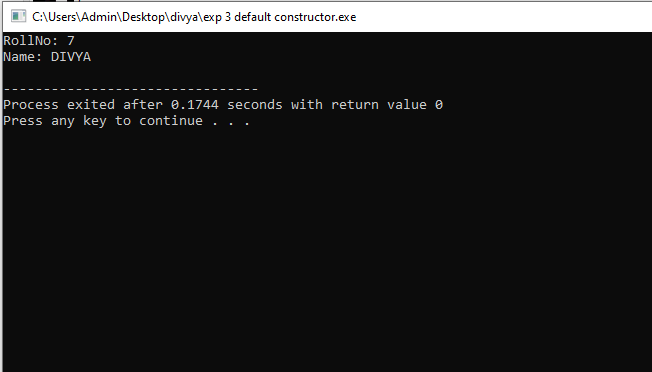 C:\Users\Admin\Desktop\divya\exp 3 default constructor.exe
RollNo: 7
Name: DIVYA
--------------------------------
Process exited after 0.1744 seconds with return value 0
Press any key to continue . . .